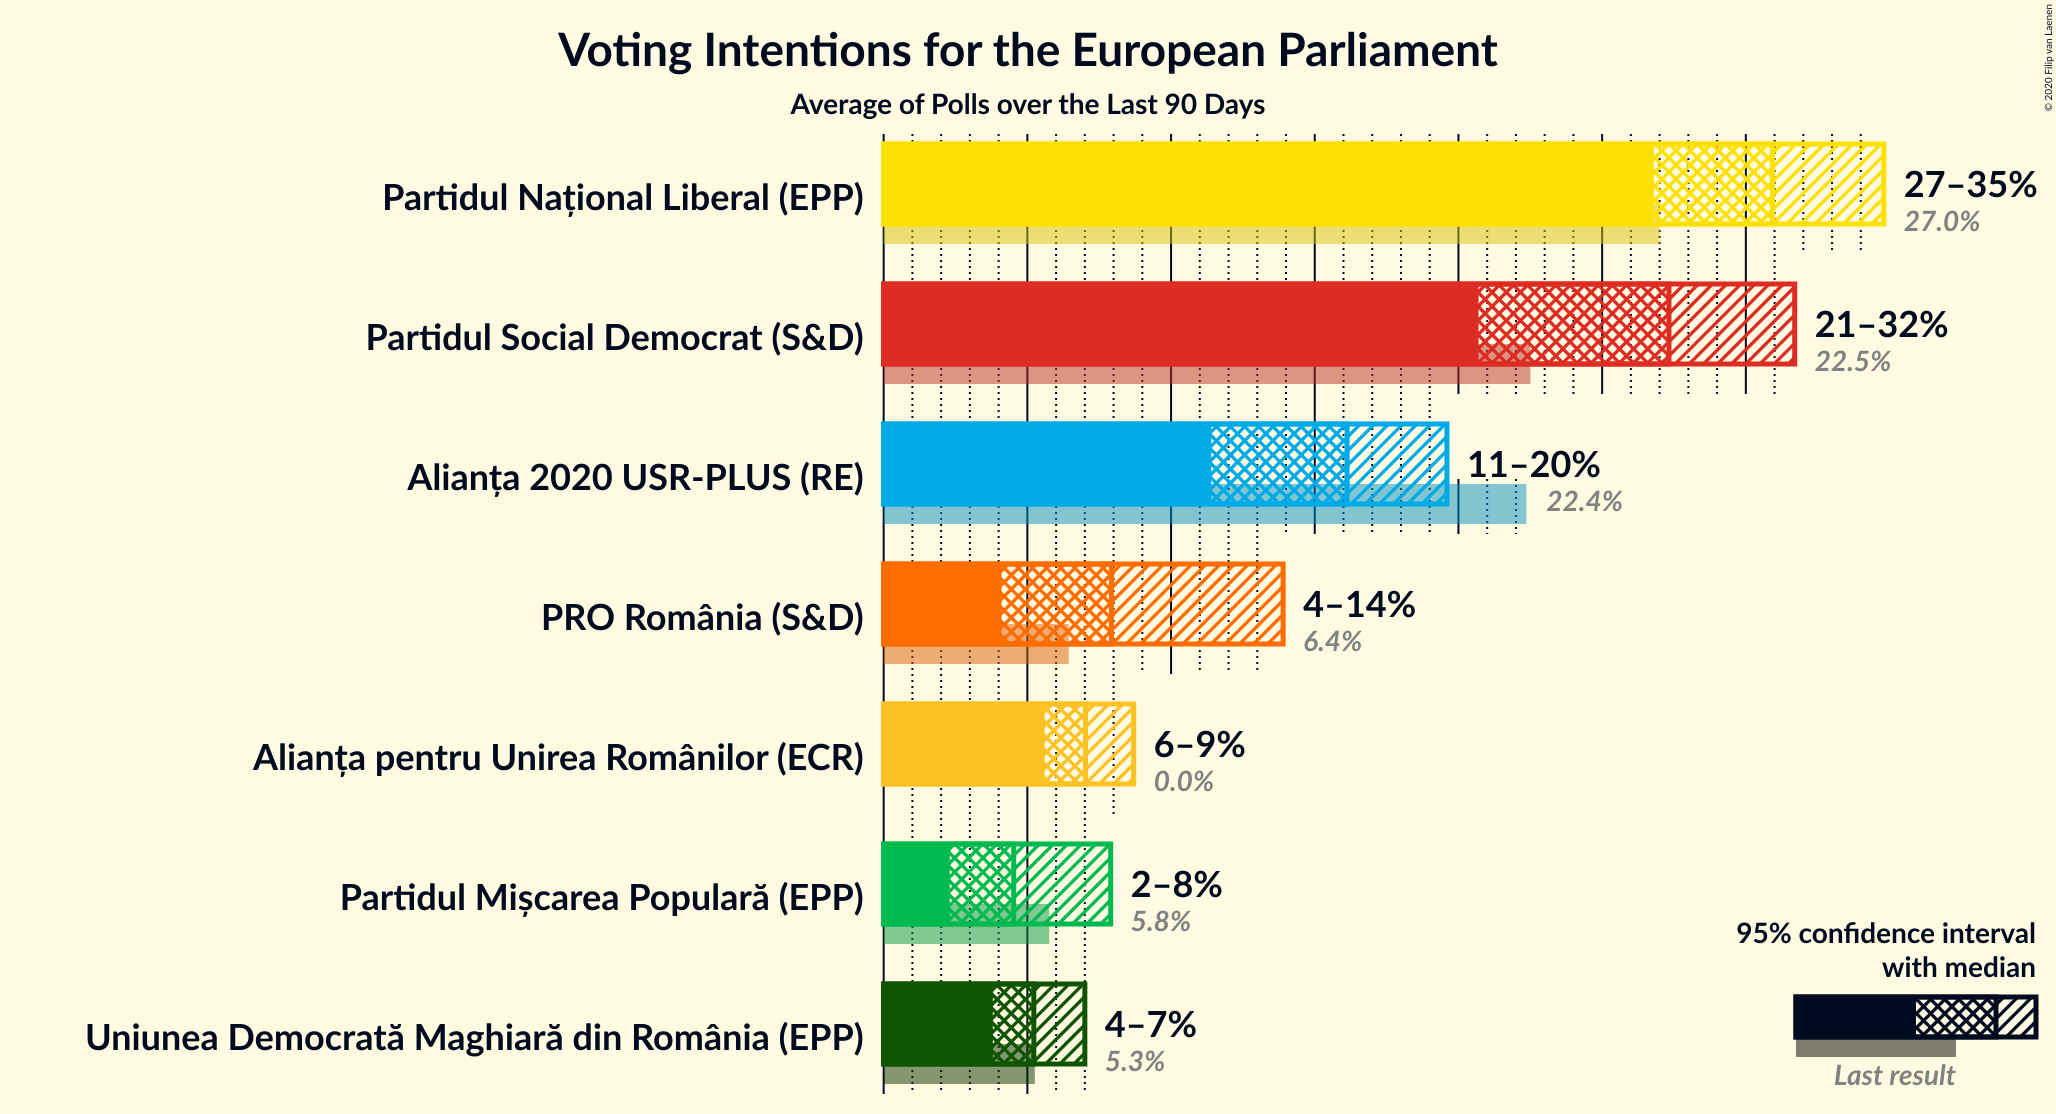 Voting Intentions for the European Parliament
Average of Polls over the Last 90 Days
© 2020 Filip van Laenen
Partidul Național Liberal (EPP)
27–35%
27.0%
Partidul Social Democrat (S&D)
21–32%
22.5%
Alianța 2020 USR-PLUS (RE)
11–20%
22.4%
PRO România (S&D)
4–14%
6.4%
Alianța pentru Unirea Românilor (ECR)
6–9%
0.0%
Partidul Mișcarea Populară (EPP)
2–8%
5.8%
Uniunea Democrată Maghiară din România (EPP)
4–7%
5.3%
95% confidence interval
with median
Last result